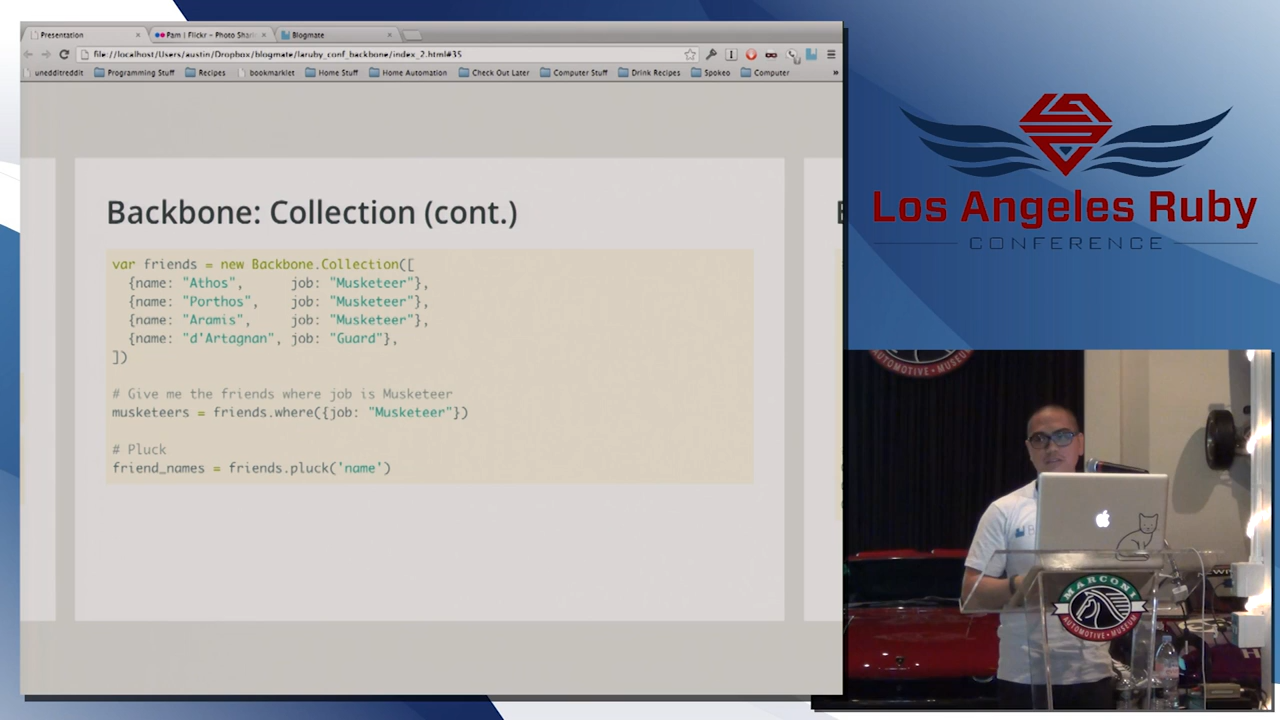 Presentation
Pam | Flickr - Photo Shari
Blogmate
file://localhost/Users/austin/Dropbox/blogmate/laruby_conf_backbone/index_2.html#35
unedditreddit
Programming Stuff
Recipes
bookmarklet
Home Stuff
Home Automation
Check Out Later
Computer Stuff
Drink Recipes
Spokeo
Computer
»
Backbone: Collection (cont.)
var friends = new Backbone.Collection([
{name: "Athos", job: "Musketeer"},
{name: "Porthos", job: "Musketeer"},
{name: "Aramis", job: "Musketeer"},
{name: "d'Artagnan", job: "Guard"},
])
# Give me the friends where job is Musketeer
musketeers = friends.where({job: "Musketeer"})
# Pluck
friend_names = friends.pluck('name')
Los Angeles Ruby
CONFERENCE
AUTOMOTIVE • MUSEUM
MARCONI
AUTOMOTIVE • MUSEUM